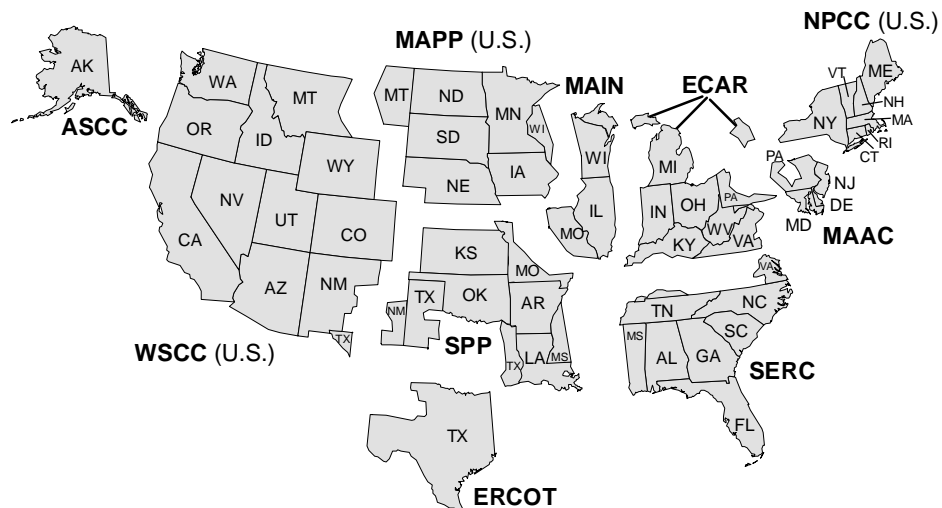 NPCC (U.S.)
MAPP (U.S.)
MAIN
ECAR
ASCC
AK
WA
MT
OR
ID
WY
NV
UT
CO
CA
AZ
NM
TX
WSCC (U.S.)
MT
ND
MN
WI
SD
NE
IA
WI
IL
MO
MI
IN
OH
PA
WV
VA
KY
VT
ME
NH
MA
NY
RI
CT
PA
NJ
DE
MD
MAAC
KS
MO
NM
TX
OK
AR
TX
LA
MS
SPP
VA
TN
NC
SC
MS
AL
GA
FL
SERC
TX
ERCOT